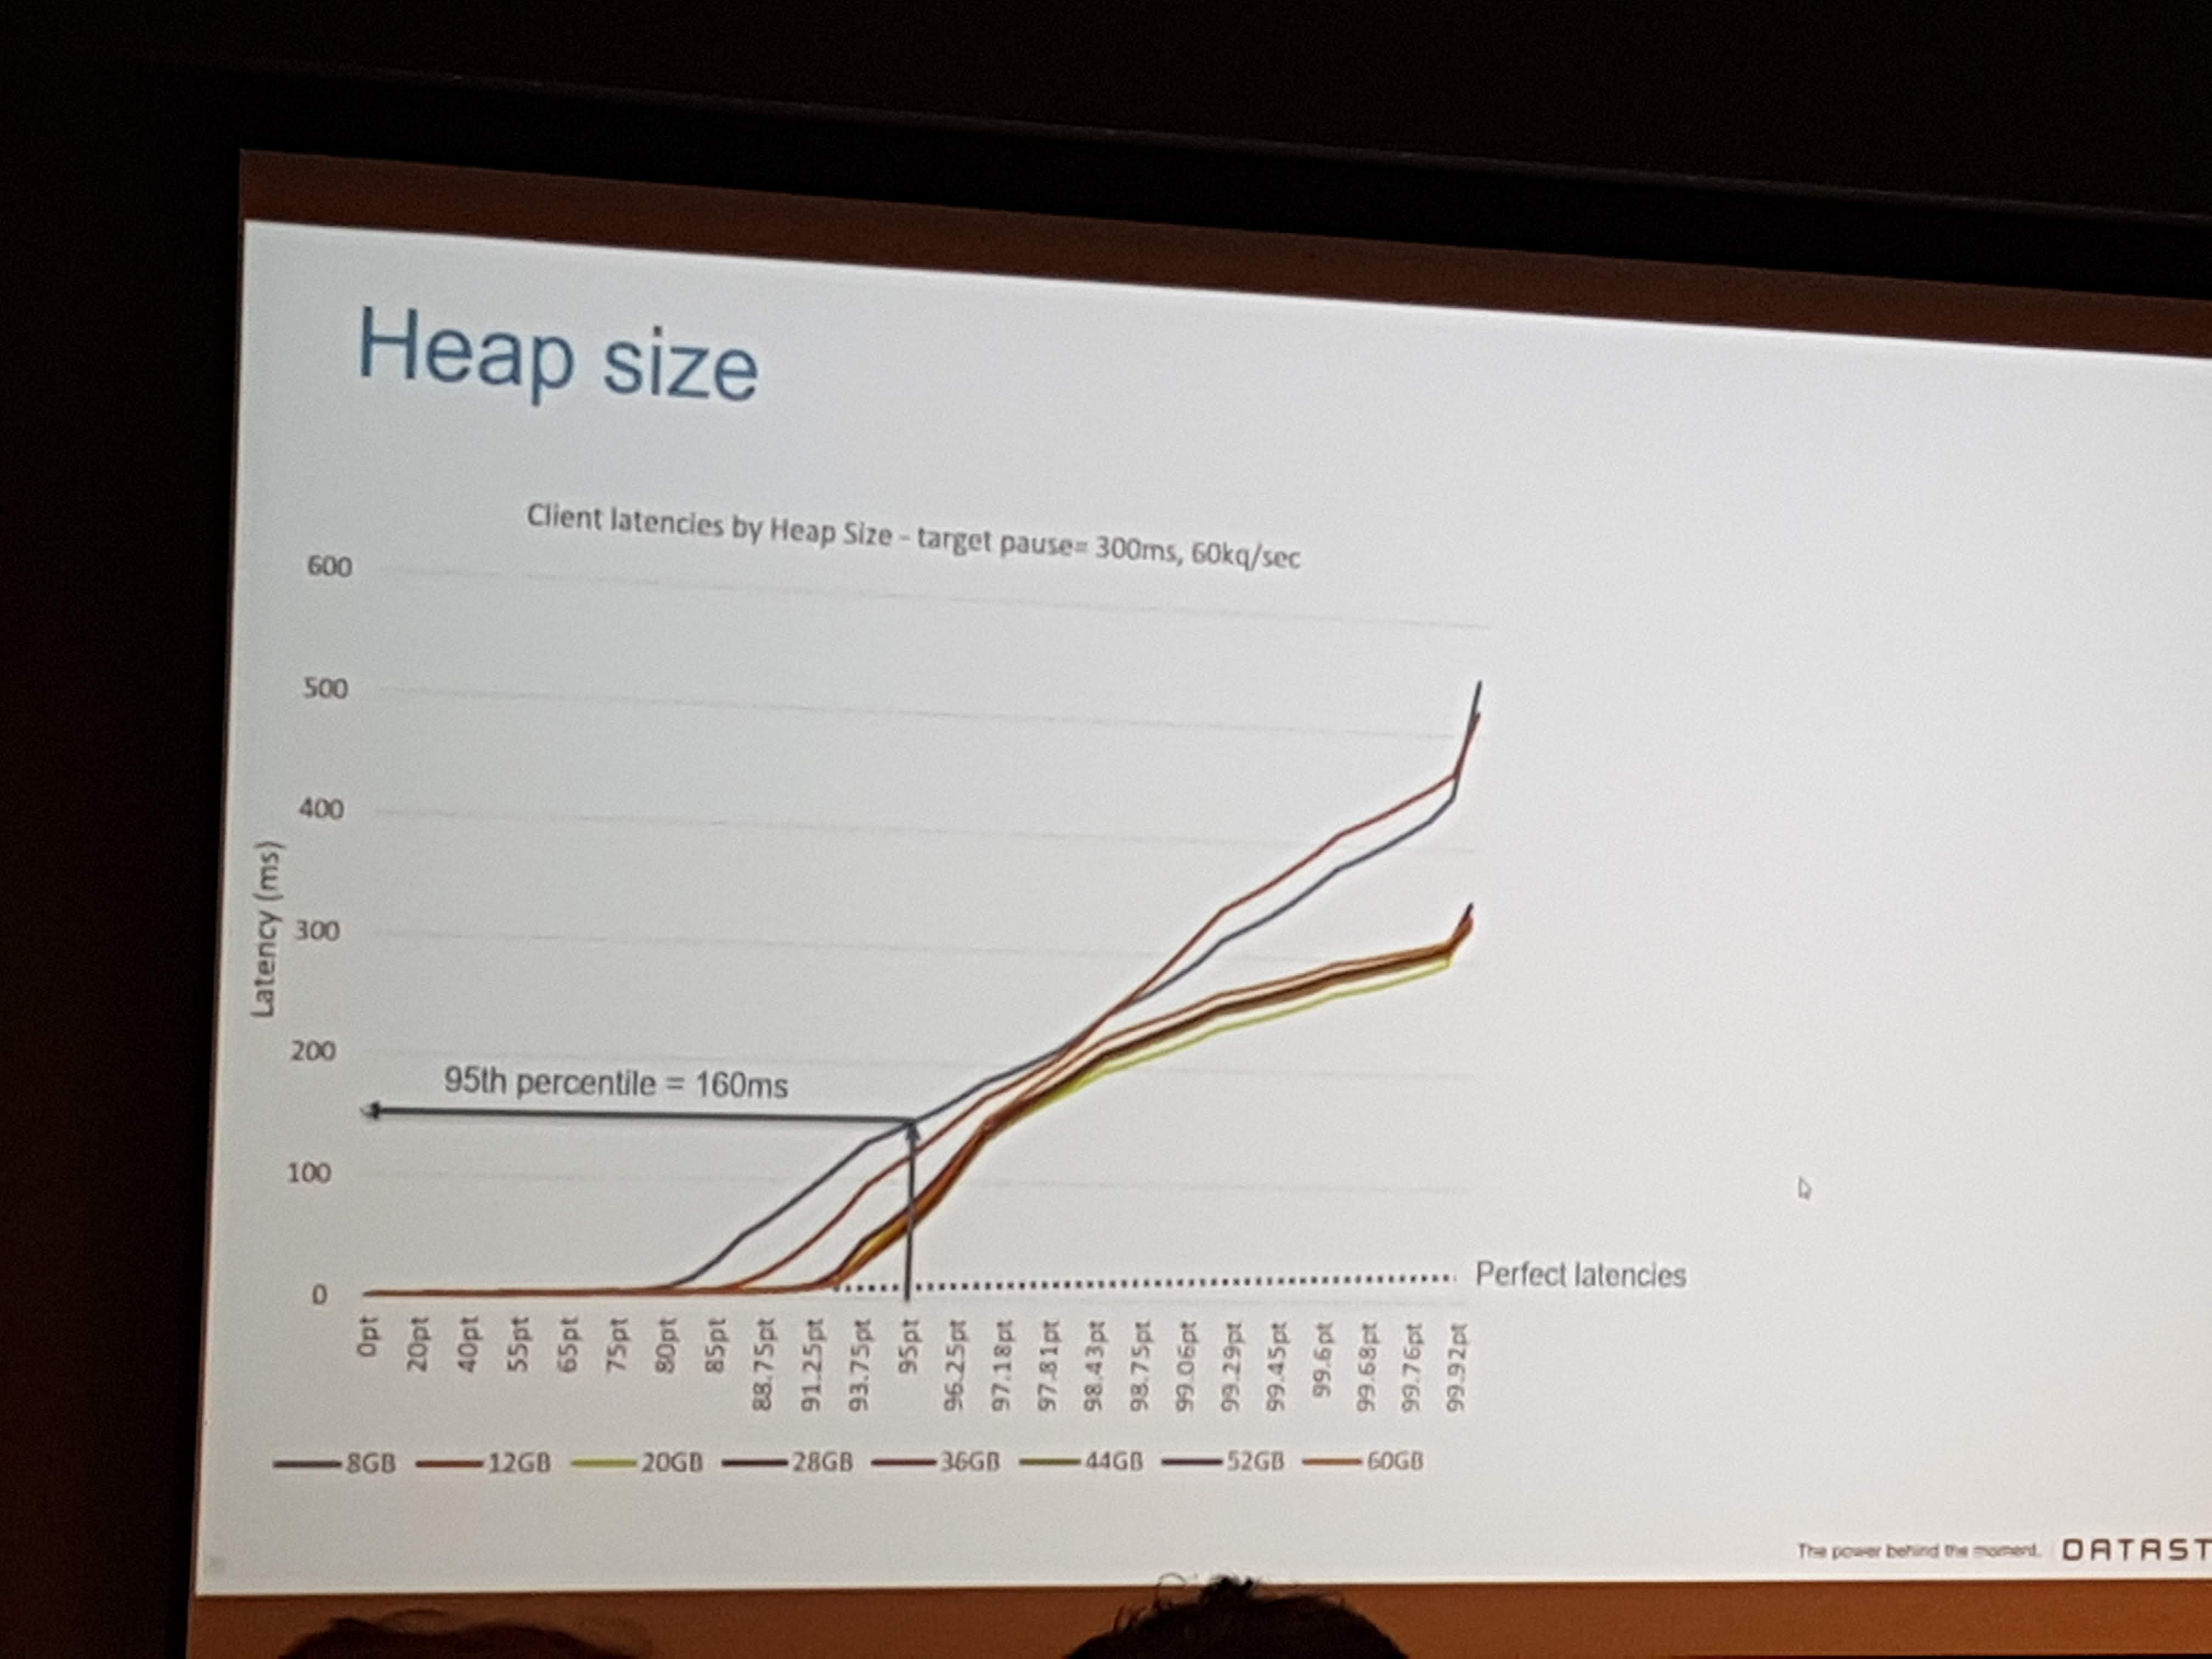 Heap size
Client latencies by Heap Size - target pause= 300ms, 60kq/sec
600
500
400
300
200
100
0
Latency (ms)
95th percentile = 160ms
Perfect latencies
0pt
20pt
40pt
55pt
65pt
75pt
80pt
85pt
88.75pt
91.25pt
93.75pt
95pt
96.25pt
97.18pt
97.81pt
98.43pt
98.75pt
99.06pt
99.29pt
99.45pt
99.6pt
99.68pt
99.76pt
99.92pt
8GB 12GB 20GB 28GB 36GB 44GB 52GB 60GB
The power behind the moment. DATAST